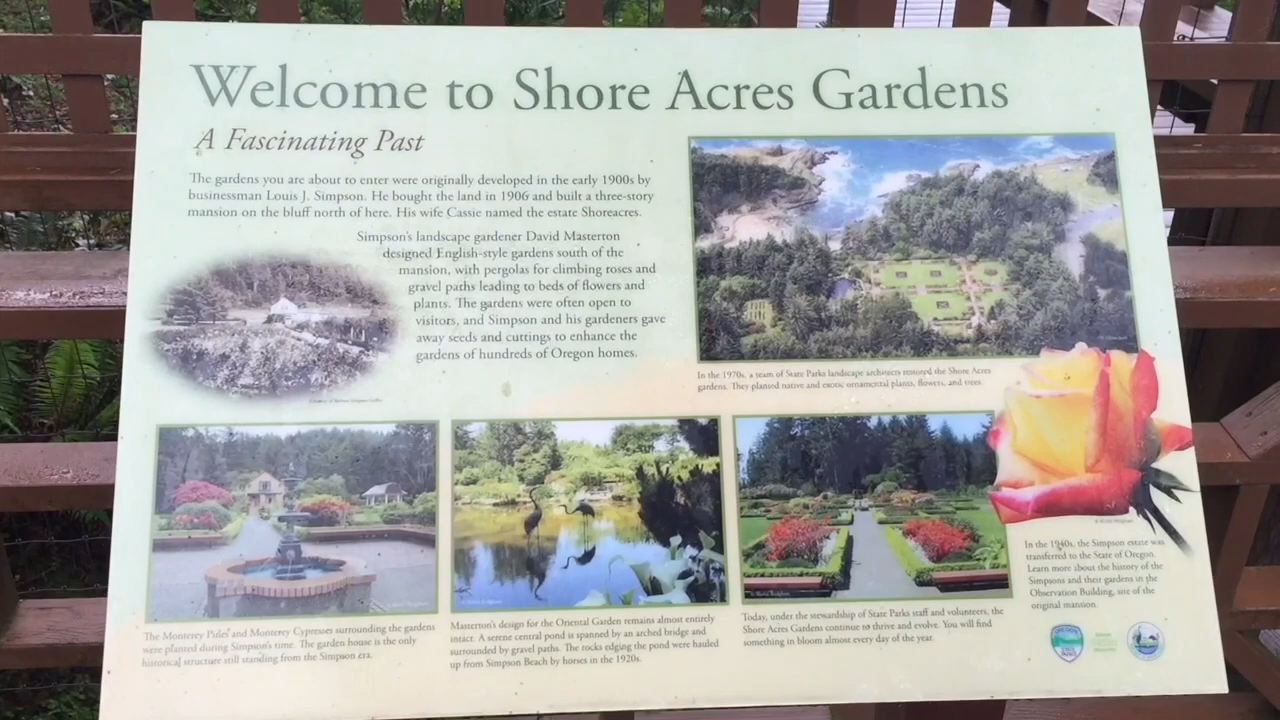 Welcome to Shore Acres Gardens
A Fascinating Past
The gardens you are about to enter were originally developed in the early 1900s by
businessman Louis J. Simpson. He bought the land in 1906 and built a three-story
mansion on the bluff north of here. His wife Cassie named the estate Shoreacres.
Simpson's landscape gardener David Masterton
designed English-style gardens south of the
mansion, with pergolas for climbing roses and
gravel paths leading to beds of flowers and
plants. The gardens were often open to
visitors, and Simpson and his gardeners gave
away seeds and cuttings to enhance the
gardens of hundreds of Oregon homes.
In the 1970s, a team of State Parks landscape architects restored the Shore Acres
gardens. They planted native and exotic ornamental plants, flowers, and trees.
The Monterey Pines and Monterey Cypresses surrounding the gardens
were planted during Simpson's time. The garden house is the only
historical structure still standing from the Simpson era.
Masterton's design for the Oriental Garden remains almost entirely
intact. A serene central pond is spanned by an arched bridge and
surrounded by gravel paths. The rocks edging the pond were hauled
up from Simpson Beach by horses in the 1920s.
Today, under the stewardship of State Parks staff and volunteers, the
Shore Acres Gardens continue to thrive and evolve. You will find
something in bloom almost every day of the year.
In the 1940s, the Simpson estate was
transferred to the State of Oregon.
Learn more about the history of the
Simpsons and their gardens in the
Observation Building, site of the
original mansion.